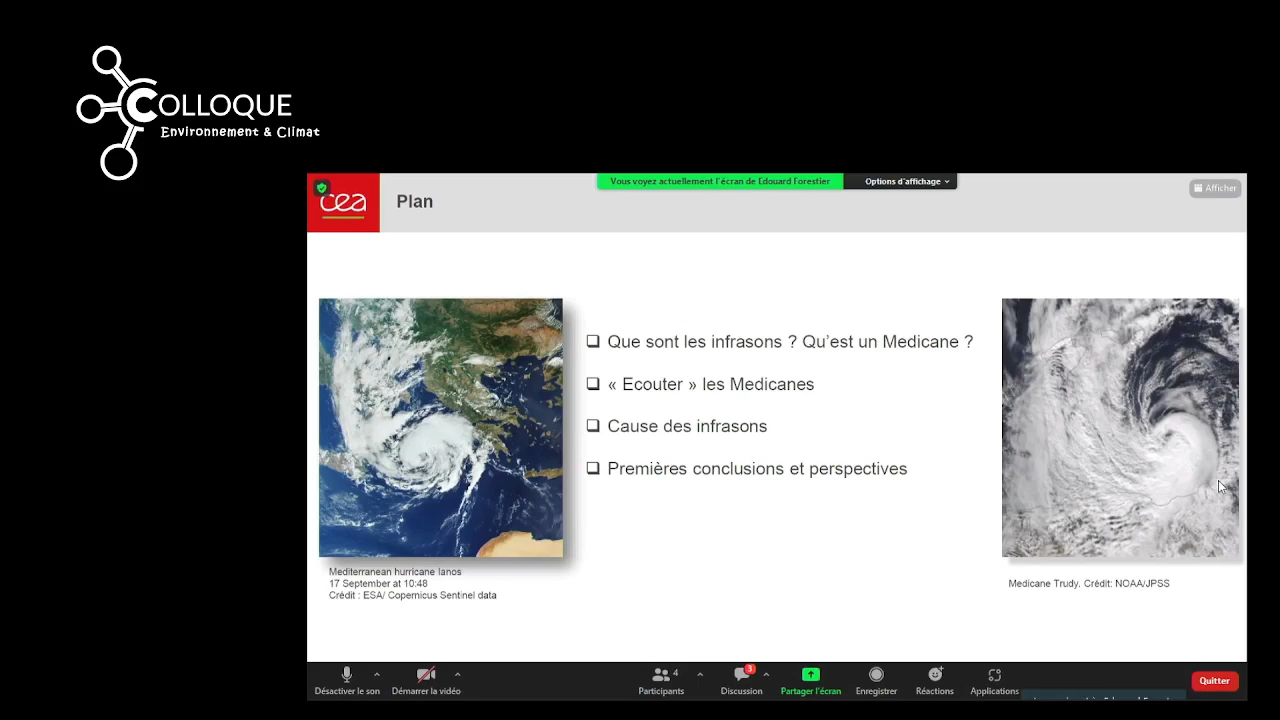 COLLOQUE
Environnement & Climat
cea
Plan
Vous voyez actuellement l'écran de Edouard Forestier
Options d'affichage
Afficher
Que sont les infrasons ? Qu'est un Medicane ?
« Ecouter » les Medicanes
Cause des infrasons
Premières conclusions et perspectives
Mediterranean hurricane Ianos
17 September at 10:48
Crédit : ESA/ Copernicus Sentinel data
Medicane Trudy. Crédit: NOAA/JPSS
Désactiver le son
Démarrer la vidéo
Participants
4
Discussion
3
Partager l'écran
Enregistrer
Réactions
Applications
Quitter